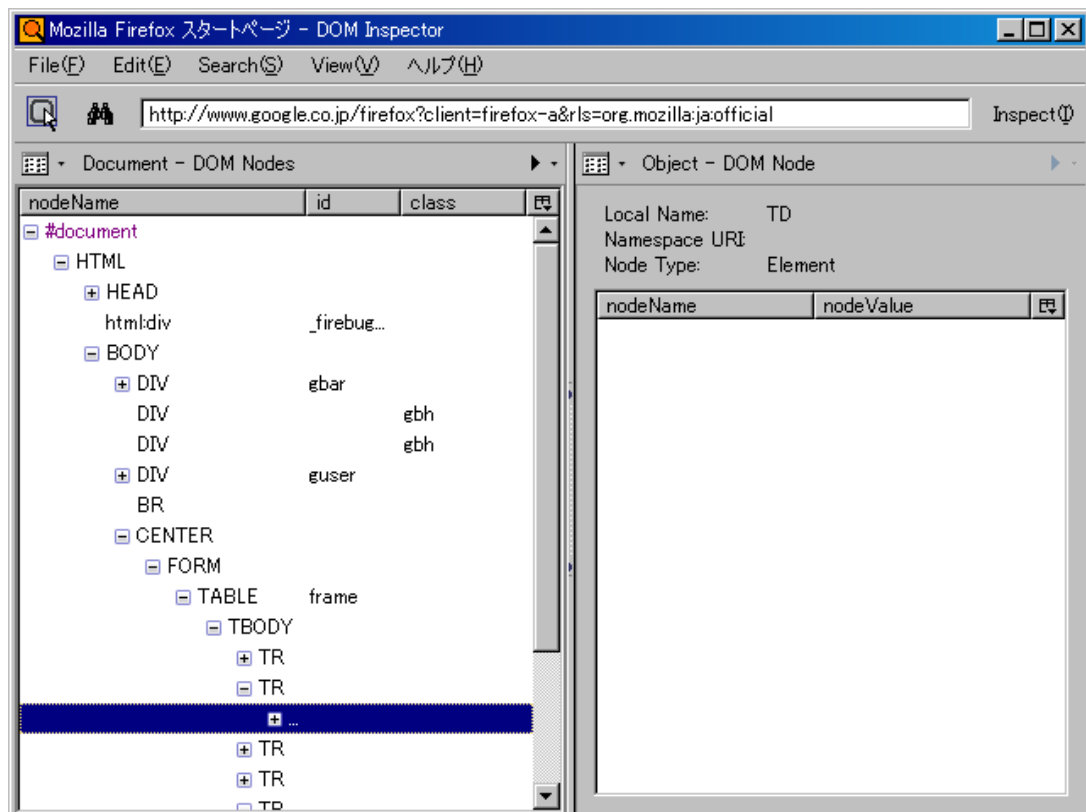 Mozilla Firefox スタートページ - DOM Inspector
File(F) Edit(E) Search(S) View(V) ヘルプ(H)
http://www.google.co.jp/firefox?client=firefox-a&rls=org.mozilla:ja:official Inspect(I)
Document - DOM Nodes
nodeName id class
#document
HTML
HEAD
html:div _firebug...
BODY
DIV gbar
DIV gbh
DIV gbh
DIV guser
BR
CENTER
FORM
TABLE frame
TBODY
TR
TR
...
TR
TR
TR
Object - DOM Node
Local Name: TD
Namespace URI:
Node Type: Element
nodeName nodeValue